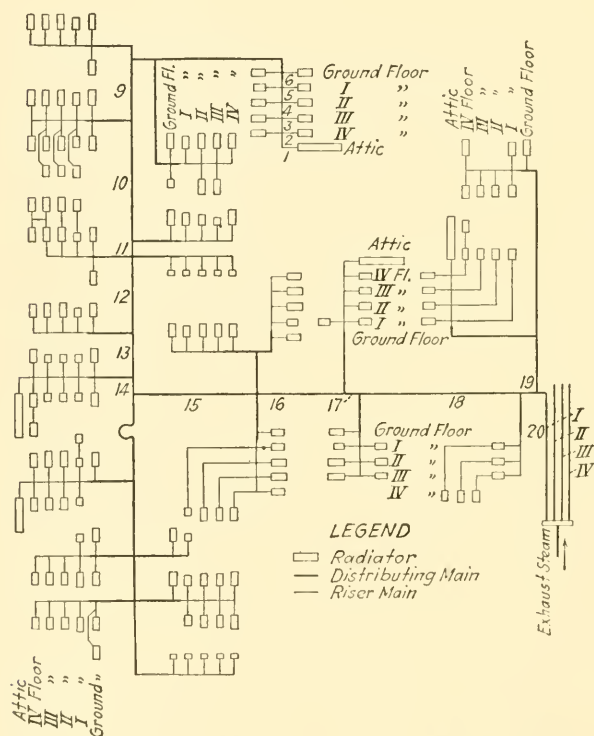 Ground Fl.
I "
II "
III "
IV "
6
5
4
3
2
1
Ground Floor
I "
II "
III "
IV "
Attic
Attic
IV Floor
III "
II "
I "
Ground Floor
9
10
11
12
13
14
Attic
IV Fl.
III "
II "
I "
Ground Floor
15
16
17
18
19
20
I
II
III
IV
Ground Floor
I "
II "
III "
IV "
Exhaust Steam
LEGEND
Radiator
Distributing Main
Riser Main
Attic
IV Floor
III "
II "
I "
Ground "